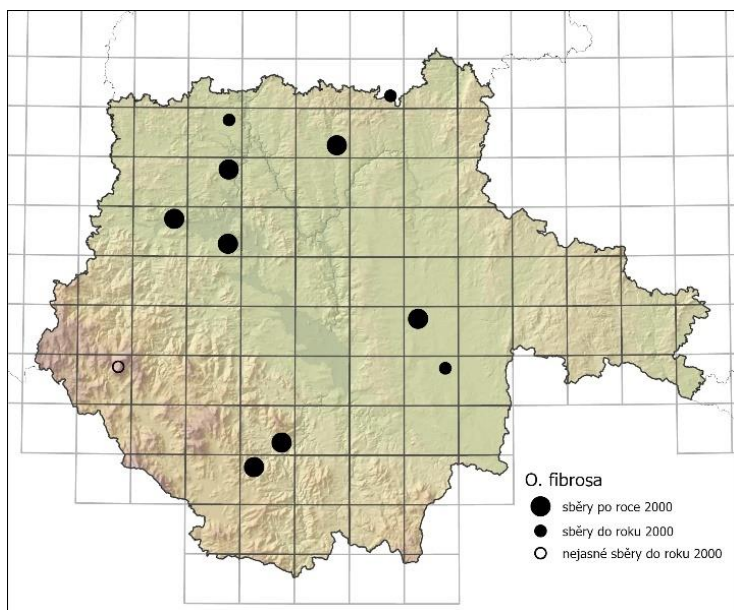 O. fibrosa
sběry po roce 2000
sběry do roku 2000
nejasné sběry do roku 2000